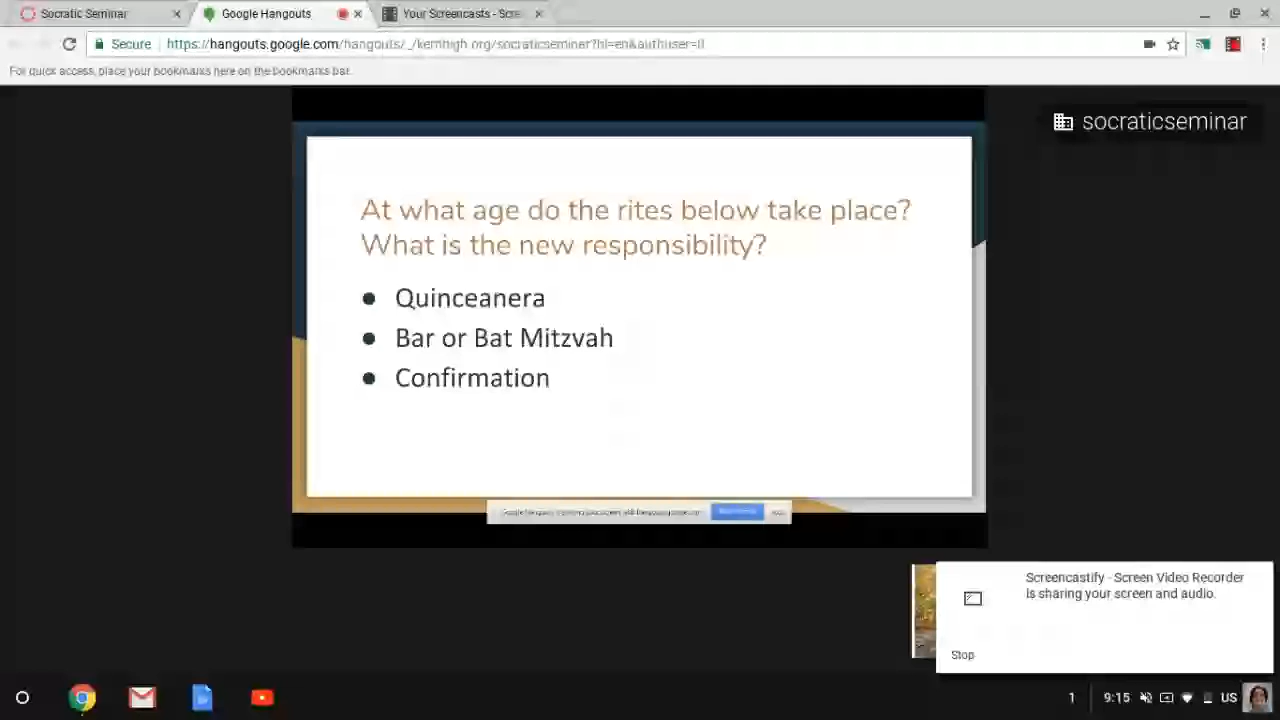 Socratic Seminar
Google Hangouts
Your Screencasts - Scre
Secure
https://hangouts.google.com/hangouts/_/kernhigh.org/socraticseminar?hl=en&authuser=0
For quick access, place your bookmarks here on the bookmarks bar.
socraticseminar
At what age do the rites below take place?
What is the new responsibility?
● Quinceanera
● Bar or Bat Mitzvah
● Confirmation
Screencastify - Screen Video Recorder
is sharing your screen and audio.
Stop
1
9:15
US